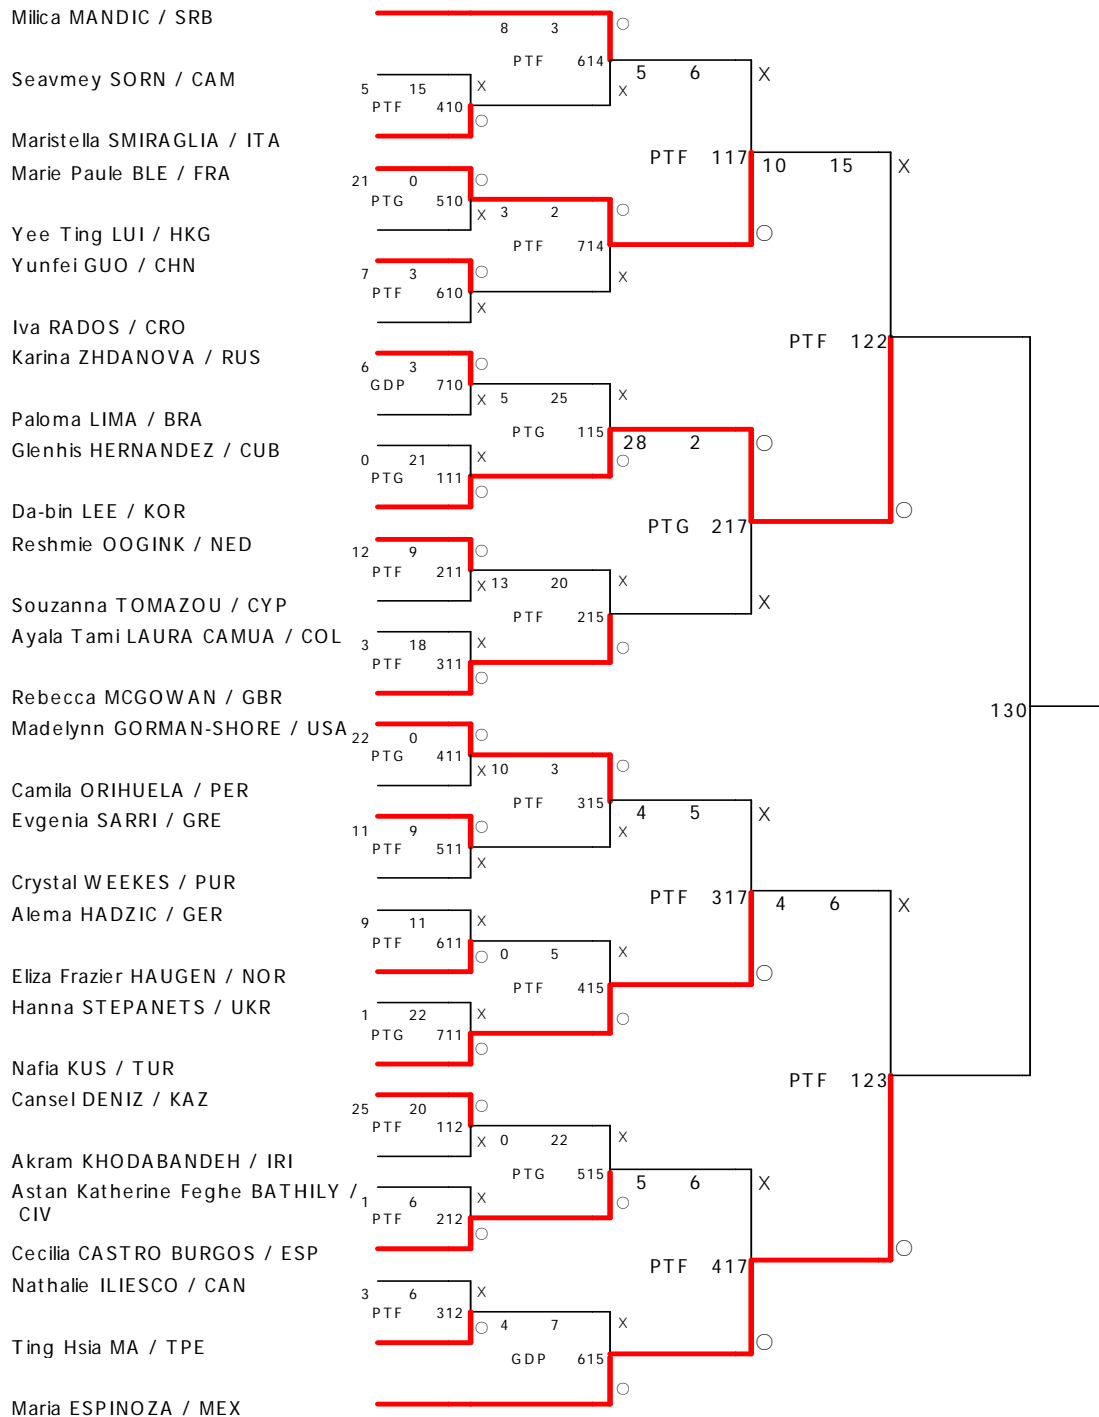 Milica MANDIC / SRB
8 3 ○
PTF 614
5 6 X
Seavmey SORN / CAM
5 15 X
X
PTF 410
○
Maristella SMIRAGLIA / ITA
PTF 117
10 15 X
Marie Paule BLE / FRA
21 0 ○
PTG 510
X 3 2 ○
Yee Ting LUI / HKG
PTF 714
○
Yunfei GUO / CHN
7 3 ○
X
PTF 610
X
Iva RADOS / CRO
PTF 122
Karina ZHDANOVA / RUS
6 3 ○
GDP 710
X 5 25 X
Paloma LIMA / BRA
PTG 115
28 2 ○
Glenhis HERNANDEZ / CUB
0 21 X
○
PTG 111
○
Da-bin LEE / KOR
○
PTG 217
Reshmie OOGINK / NED
12 9 ○
PTF 211
X 13 20 X
Souzanna TOMAZOU / CYP
X
PTF 215
Ayala Tami LAURA CAMUA / COL
3 18 X
○
PTF 311
○
Rebecca MCGOWAN / GBR
130
Madelynn GORMAN-SHORE / USA
22 0 ○
PTG 411
X 10 3 ○
Camila ORIHUELA / PER
PTF 315
4 5 X
Evgenia SARRI / GRE
11 9 ○
X
PTF 511
X
Crystal WEEKES / PUR
PTF 317
4 6 X
Alema HADZIC / GER
9 11 X
PTF 611
○ 0 5 X
Eliza Frazier HAUGEN / NOR
○
PTF 415
Hanna STEPANETS / UKR
1 22 X
○
PTG 711
○
Nafia KUS / TUR
PTF 123
Cansel DENIZ / KAZ
25 20 ○
PTF 112
X 0 22 X
Akram KHODABANDEH / IRI
PTG 515
5 6 X
Astan Katherine Feghe BATHILY /
CIV
1 6 X
○
PTF 212
○
Cecilia CASTRO BURGOS / ESP
○
PTF 417
Nathalie ILIESCO / CAN
3 6 X
PTF 312
○ 4 7 X
Ting Hsia MA / TPE
○
GDP 615
○
Maria ESPINOZA / MEX